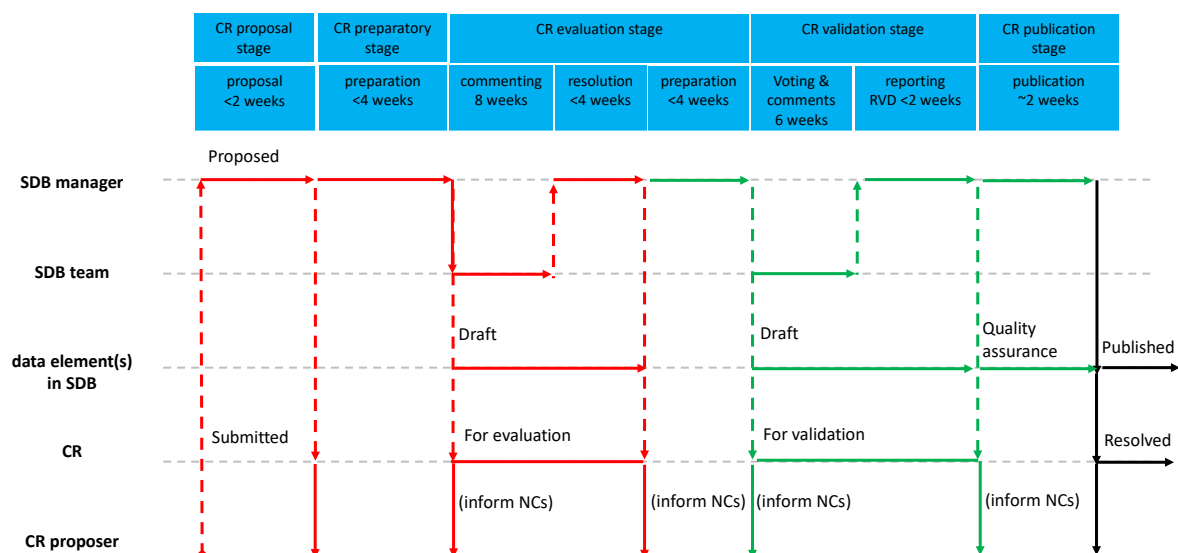 CR proposal
stage
CR preparatory
stage
CR evaluation stage
CR validation stage
CR publication
stage
proposal
<2 weeks
preparation
<4 weeks
commenting
8 weeks
resolution
<4 weeks
preparation
<4 weeks
Voting &
comments
6 weeks
reporting
RVD <2 weeks
publication
~2 weeks
Proposed
SDB manager
SDB team
Draft
Draft
Quality
assurance
data element(s)
in SDB
Published
Submitted
For evaluation
For validation
CR
Resolved
(inform NCs)
(inform NCs)
(inform NCs)
(inform NCs)
CR proposer